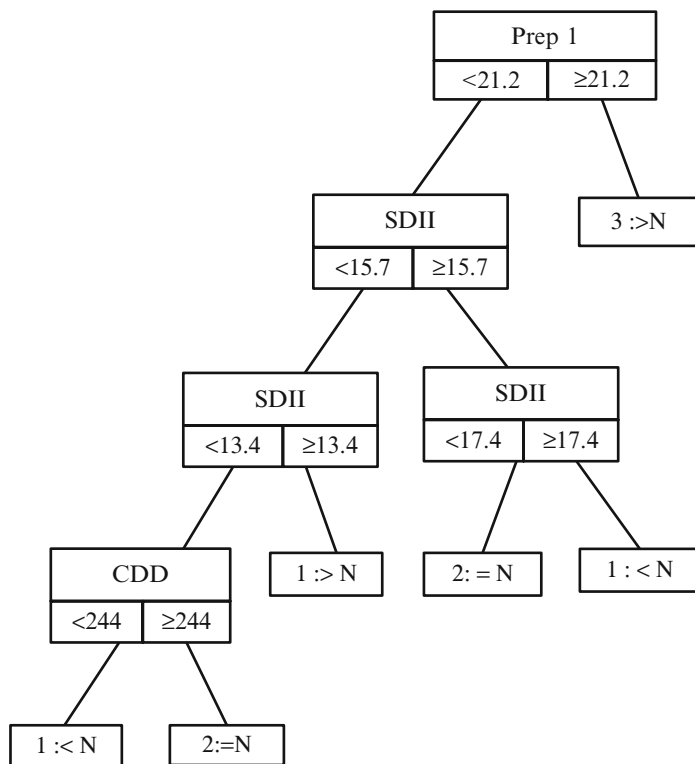 Prep 1
<21.2 ≥21.2
SDII
3 :>N
<15.7 ≥15.7
SDII
SDII
<13.4 ≥13.4
<17.4 ≥17.4
CDD
1 :> N
2: = N
1 : < N
<244 ≥244
1 :< N
2:=N